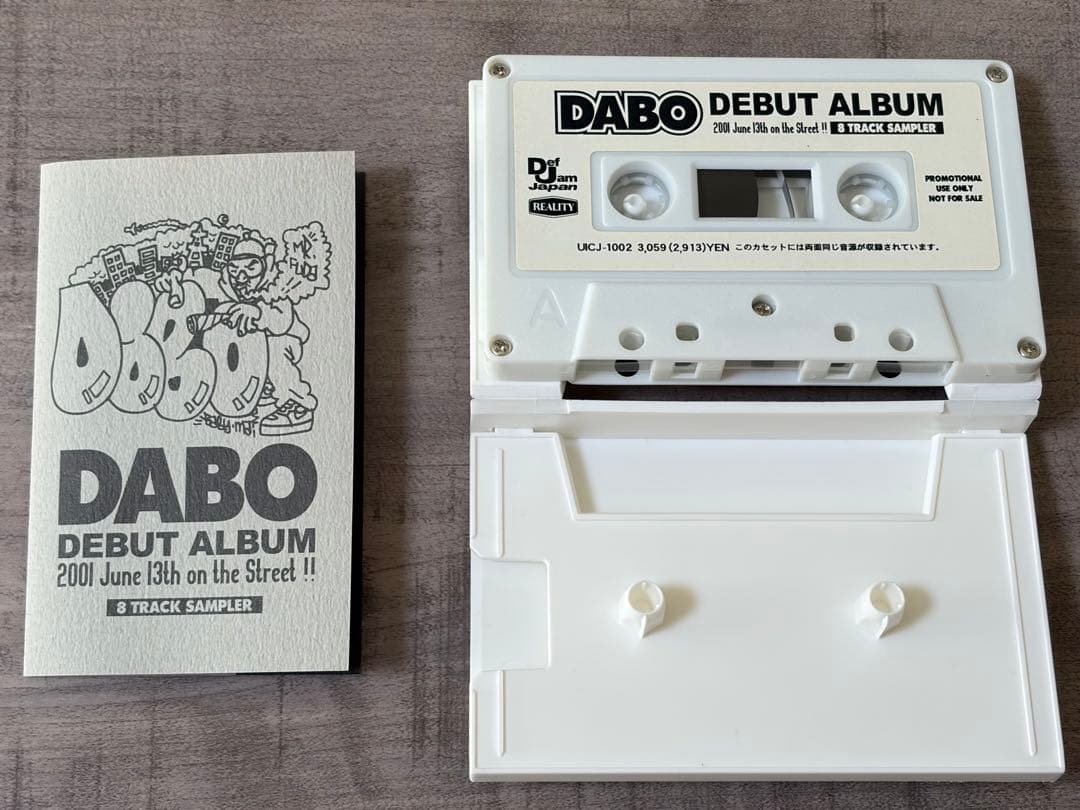 DABO
DABO
DEBUT ALBUM
2001 June 13th on the Street !!
8 TRACK SAMPLER
DABO DEBUT ALBUM
2001 June 13th on the Street !! 8 TRACK SAMPLER
Def
Jam
Japan
REALITY
PROMOTIONAL
USE ONLY
NOT FOR SALE
UICJ-1002 3,059(2,913)YEN このカセットには両面同じ音源が収録されています。
A